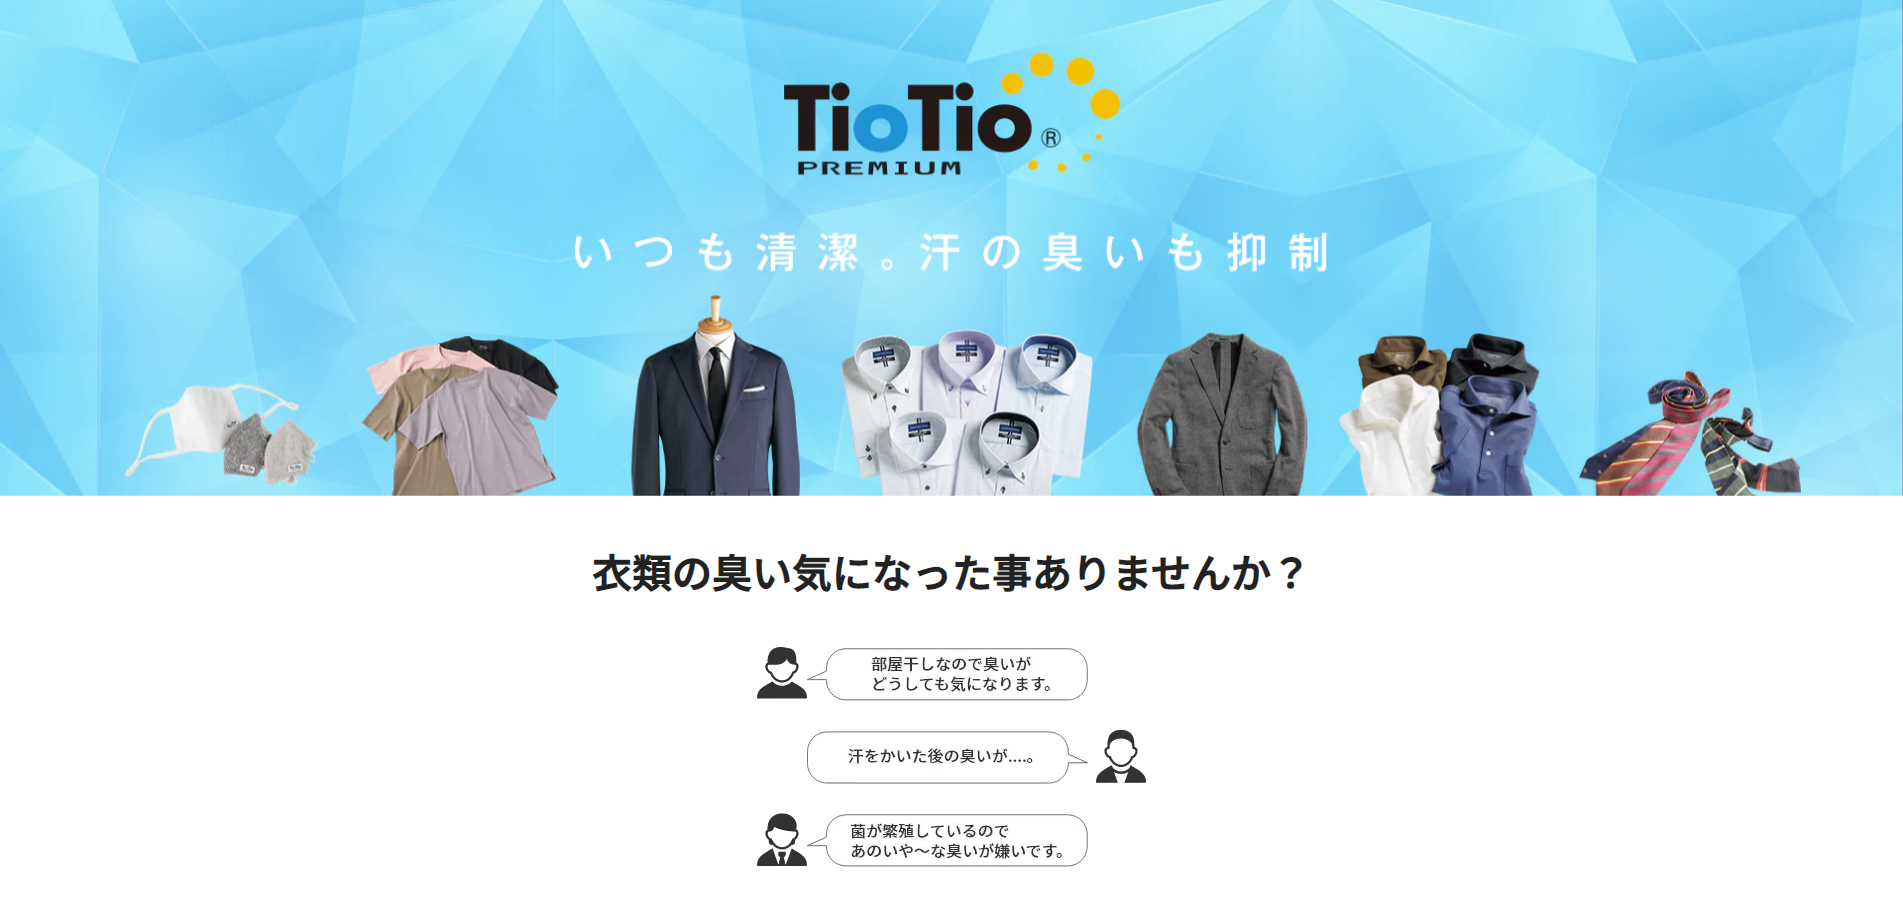 TioTio®
PREMIUM
いつも清潔。汗の臭いも抑制
衣類の臭い気になった事ありませんか？
部屋干しなので臭いが
どうしても気になります。
汗をかいた後の臭いが....。
菌が繁殖しているので
あのいや～な臭いが嫌いです。